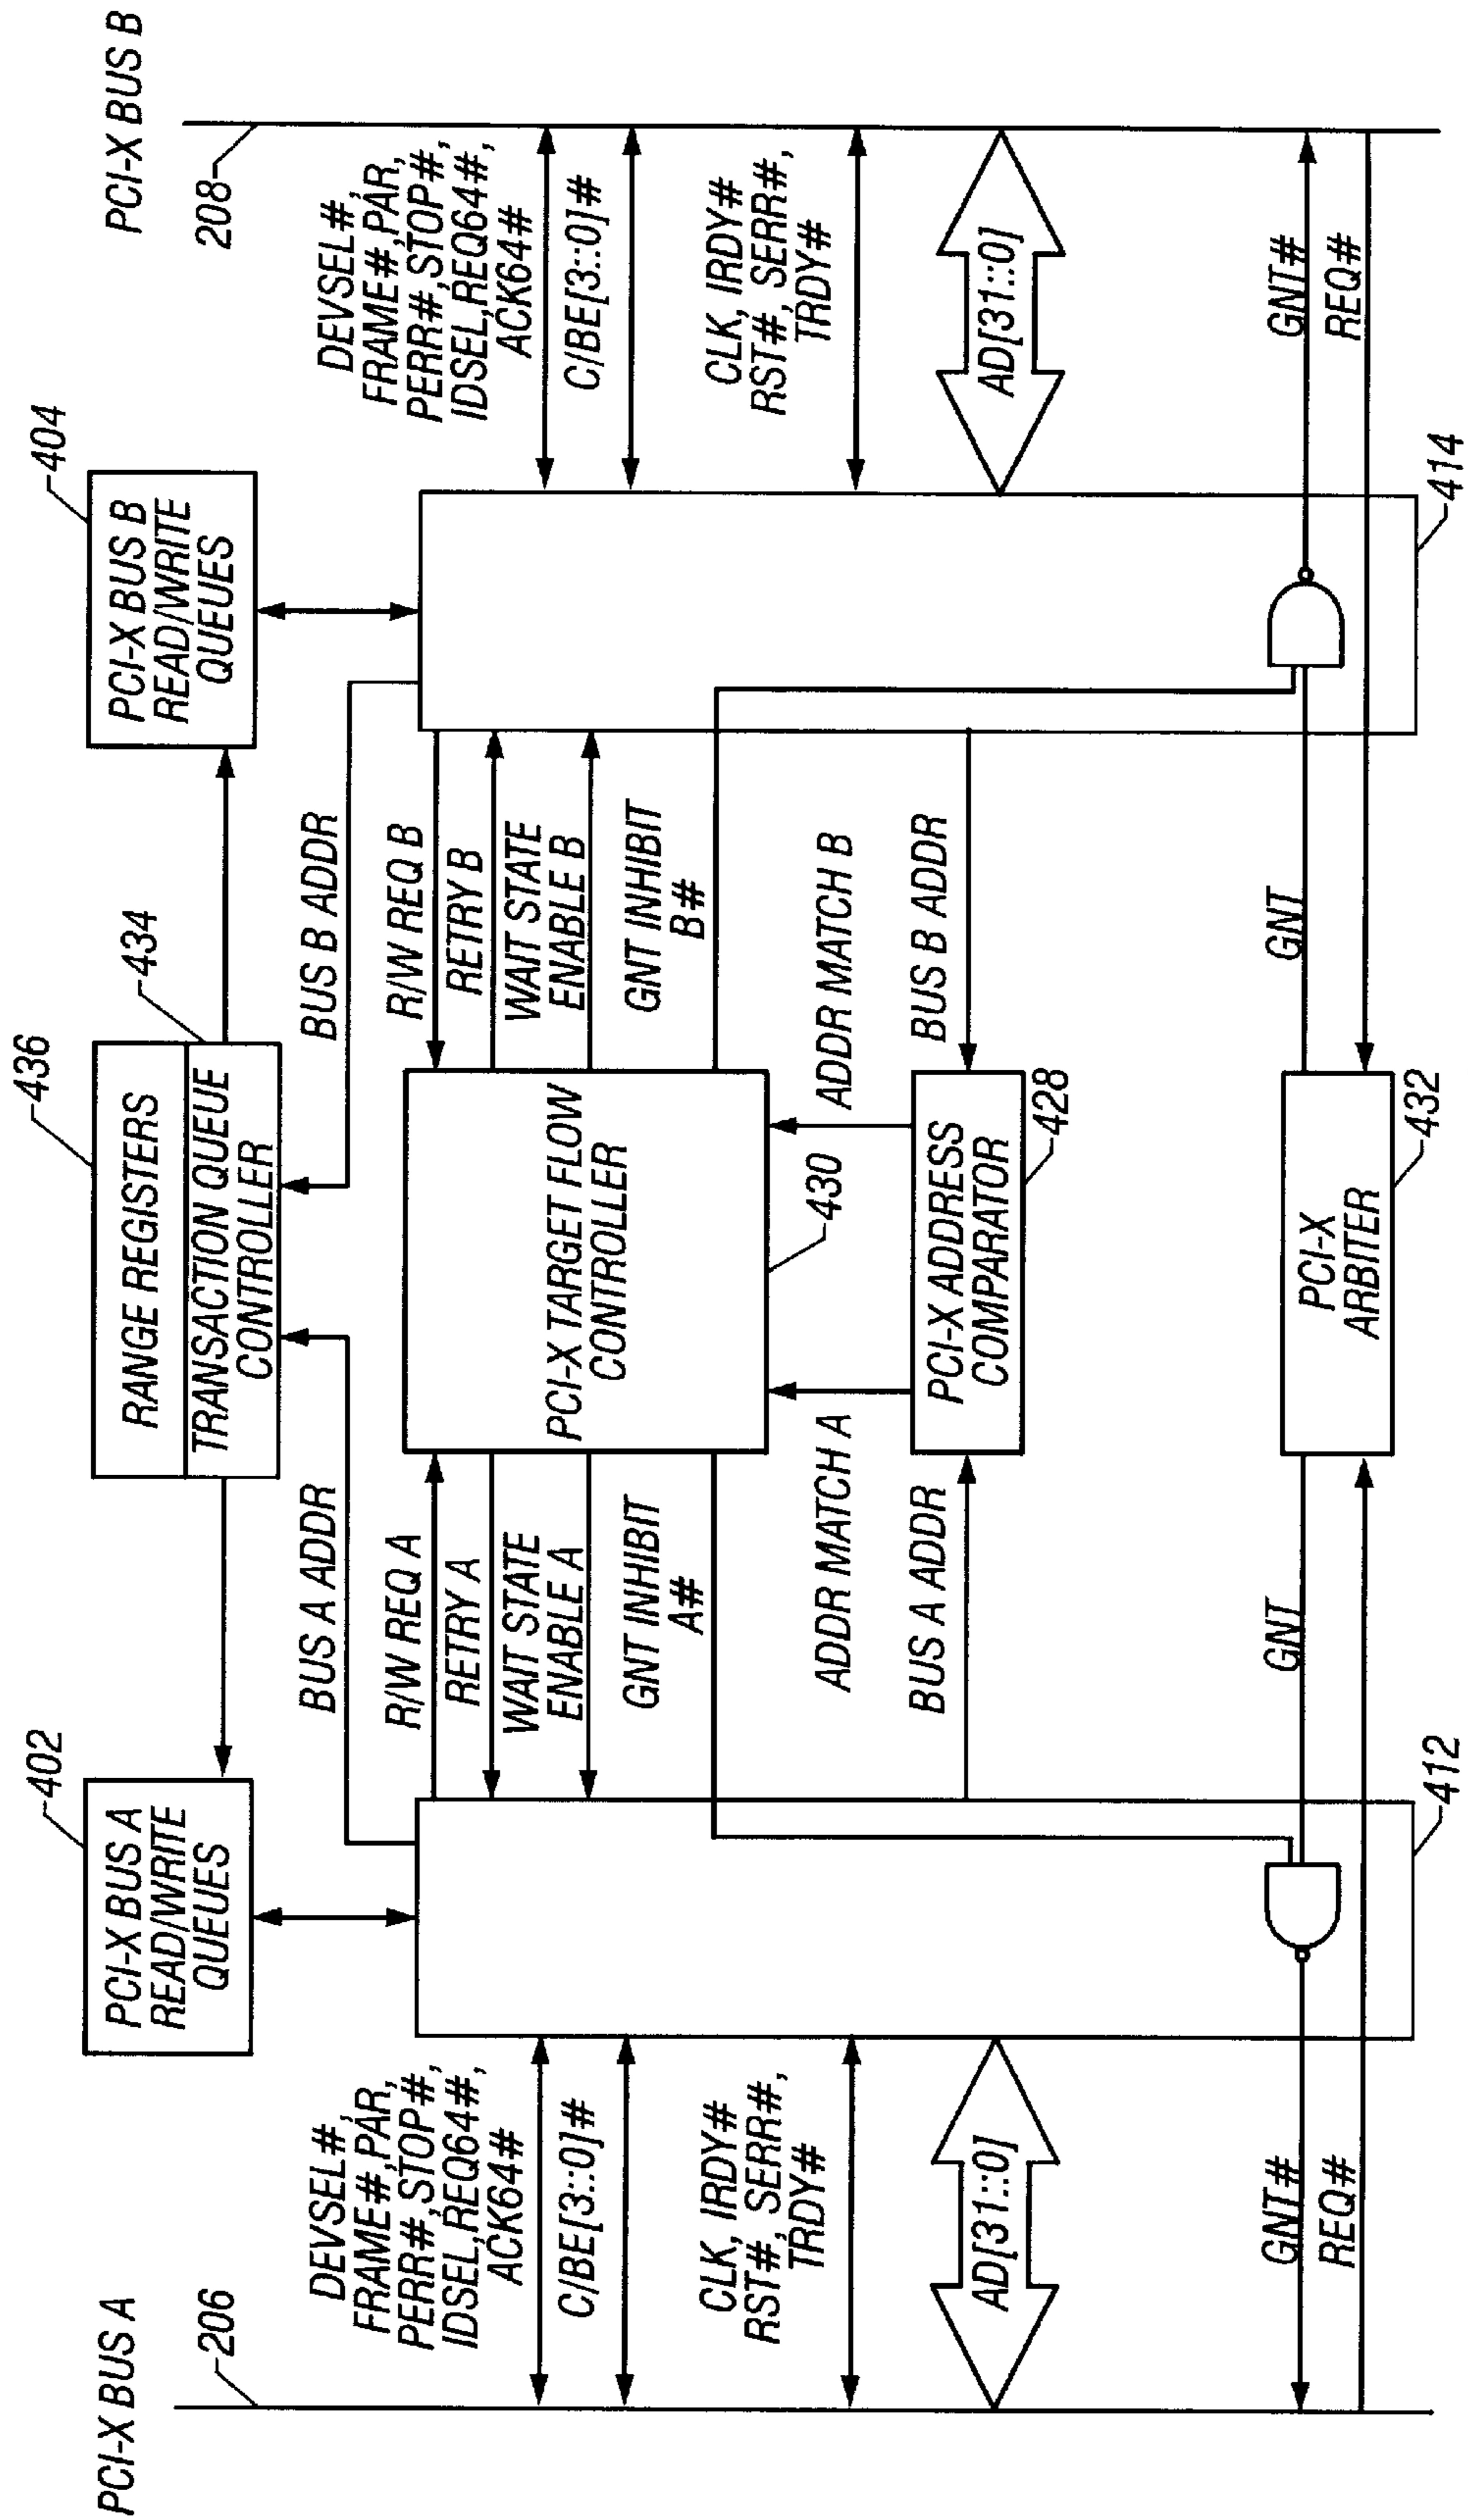 PCI-X BUS A
206
DEVSEL#,
FRAME#,PAR,
PERR#,STOP#,
IDSEL,REQ64#,
ACK64#
C/BE[3::0]#
CLK, IRDY#
RST#, SERR#,
TRDY#
AD[31::0]
GNT#
REQ#
402
PCI-X BUS A
READ/WRITE
QUEUES
412
BUS A ADDR
R/W REQ A
RETRY A
WAIT STATE
ENABLE A
GNT INHIBIT
A#
ADDR MATCH A
BUS A ADDR
GNT
436
434
RANGE REGISTERS
TRANSACTION QUEUE
CONTROLLER
PCI-X TARGET FLOW
CONTROLLER
430
PCI-X ADDRESS
COMPARATOR
428
PCI-X
ARBITER
432
BUS B ADDR
R/W REQ B
RETRY B
WAIT STATE
ENABLE B
GNT INHIBIT
B#
ADDR MATCH B
BUS B ADDR
GNT
404
PCI-X BUS B
READ/WRITE
QUEUES
414
PCI-X BUS B
208
DEVSEL#,
FRAME#,PAR,
PERR#,STOP#,
IDSEL,REQ64#,
ACK64#
C/BE[3::0]#
CLK, IRDY#
RST#, SERR#,
TRDY#
AD[31::0]
GNT#
REQ#